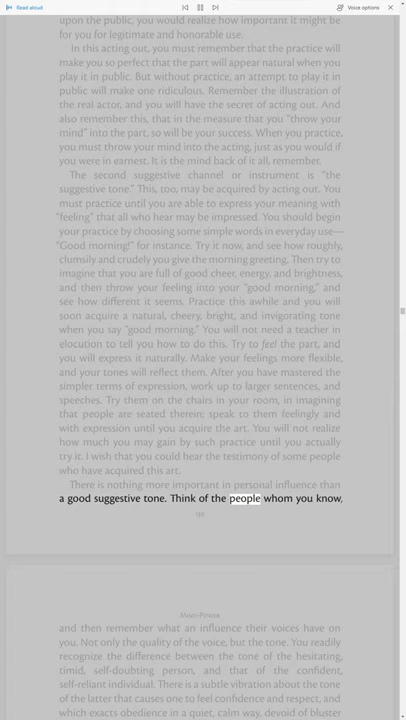 Read aloud
Voice options
upon the public, you would realize how important it might be
for you for legitimate and honorable use.
In this acting out, you must remember that the practice will
make you so perfect that the part will appear natural when you
play it in public. But without practice, an attempt to play it in
public will make one ridiculous. Remember the illustration of
the real actor, and you will have the secret of acting out. And
also remember this, that in the measure that you "throw your
mind" into the part, so will be your success. When you practice,
you must throw your mind into the acting, just as you would if
you were in earnest. It is the mind back of it all, remember.
The second suggestive channel or instrument is "the
suggestive tone." This, too, may be acquired by acting out. You
must practice until you are able to express your meaning with
"feeling" that all who hear may be impressed. You should begin
your practice by choosing some simple words in everyday use—
"Good morning!" for instance. Try it now, and see how roughly,
clumsily and crudely you give the morning greeting. Then try to
imagine that you are full of good cheer, energy, and brightness,
and then throw your feeling into your "good morning," and
see how different it seems. Practice this awhile and you will
soon acquire a natural, cheery, bright, and invigorating tone
when you say "good morning." You will not need a teacher in
elocution to tell you how to do this. Try to feel the part, and
you will express it naturally. Make your feelings more flexible,
and your tones will reflect them. After you have mastered the
simpler terms of expression, work up to larger sentences, and
speeches. Try them on the chairs in your room, in imagining
that people are seated therein; speak to them feelingly and
with expression until you acquire the art. You will not realize
how much you may gain by such practice until you actually
try it. I wish that you could hear the testimony of some people
who have acquired this art.
There is nothing more important in personal influence than
a good suggestive tone. Think of the people whom you know,
Mind-Power
and then remember what an influence their voices have on
you. Not only the quality of the voice, but the tone. You readily
recognize the difference between the tone of the hesitating,
timid, self-doubting person, and that of the confident,
self-reliant individual. There is a subtle vibration about the tone
of the latter that causes one to feel confidence and respect, and
which exacts obedience in a quiet, calm way, devoid of bluster